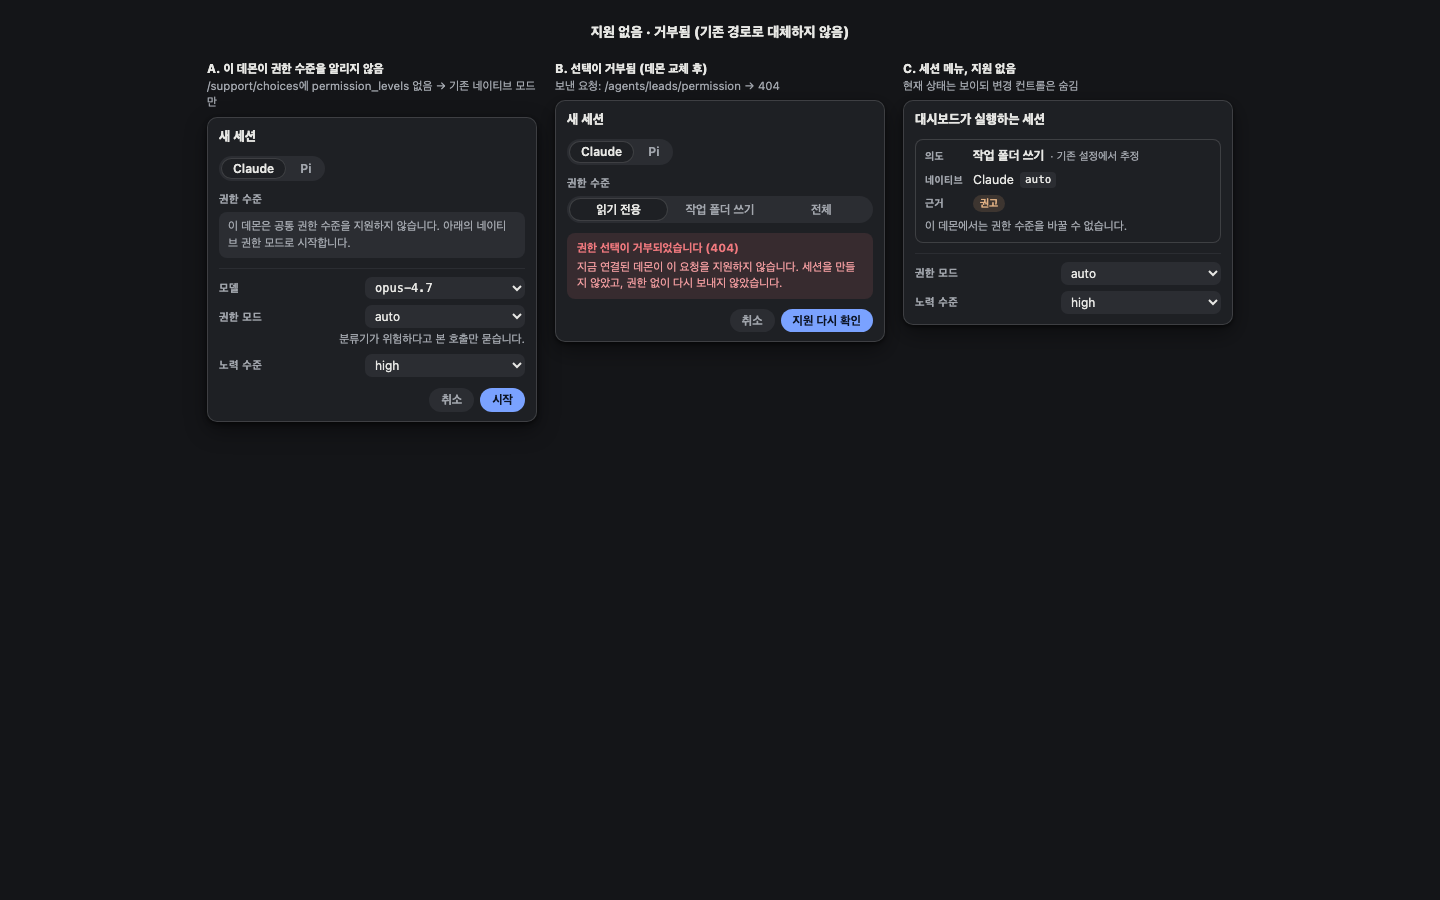 지원 없음 · 거부됨 (기존 경로로 대체하지 않음)
A. 이 데몬이 권한 수준을 알리지 않음
/support/choices에 permission_levels 없음 → 기존 네이티브 모드
만
새 세션
Claude Pi
권한 수준
이 데몬은 공통 권한 수준을 지원하지 않습니다. 아래의 네이티
브 권한 모드로 시작합니다.
모델 opus-4.7
권한 모드 auto
분류기가 위험하다고 본 호출만 묻습니다.
노력 수준 high
취소 시작
B. 선택이 거부됨 (데몬 교체 후)
보낸 요청: /agents/leads/permission → 404
새 세션
Claude Pi
권한 수준
읽기 전용 작업 폴더 쓰기 전체
권한 선택이 거부되었습니다 (404)
지금 연결된 데몬이 이 요청을 지원하지 않습니다. 세션을 만들
지 않았고, 권한 없이 다시 보내지 않았습니다.
취소 지원 다시 확인
C. 세션 메뉴, 지원 없음
현재 상태는 보이되 변경 컨트롤은 숨김
대시보드가 실행하는 세션
의도 작업 폴더 쓰기 · 기존 설정에서 추정
네이티브 Claude auto
근거 권고
이 데몬에서는 권한 수준을 바꿀 수 없습니다.
권한 모드 auto
노력 수준 high